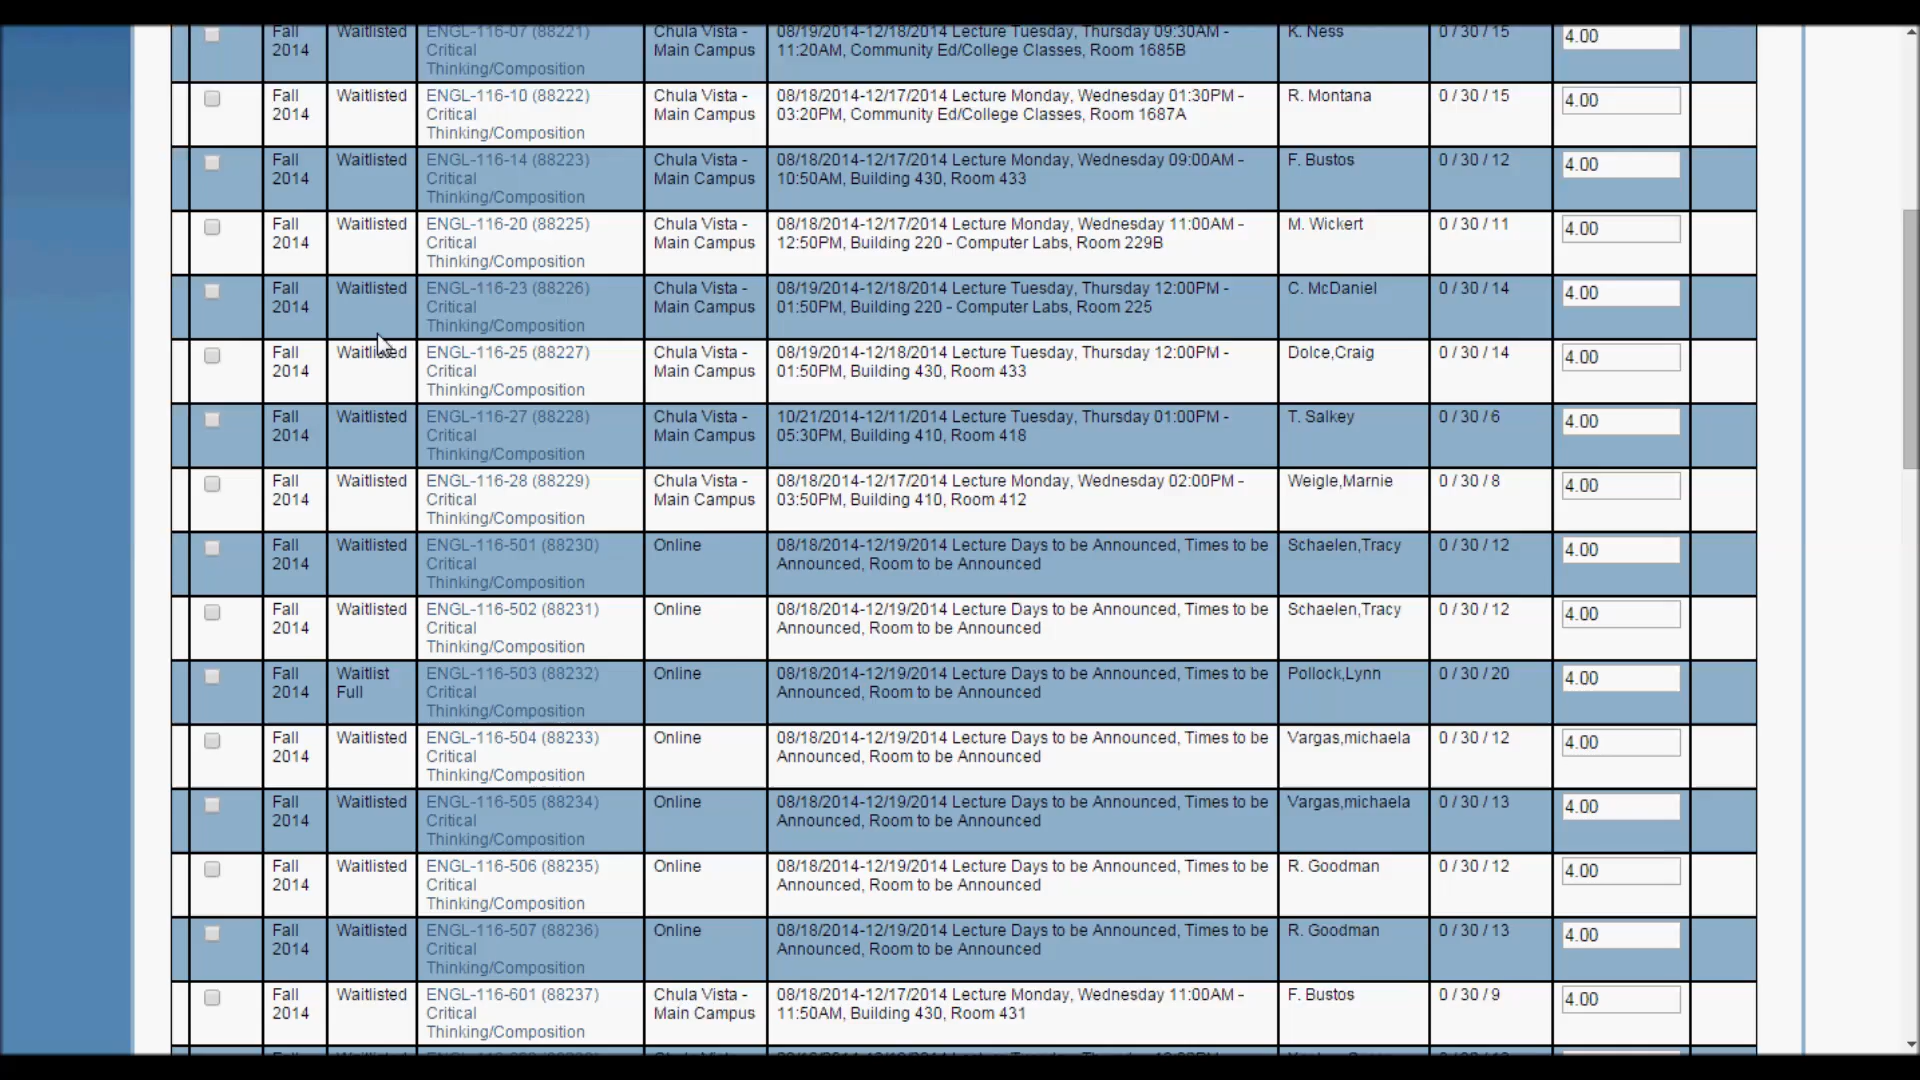 Fall 2014 Waitlisted ENGL-116-07 (88221) Critical Thinking/Composition Chula Vista - Main Campus 08/19/2014-12/18/2014 Lecture Tuesday, Thursday 09:30AM - 11:20AM, Community Ed/College Classes, Room 1685B K. Ness 0 / 30 / 15 4.00
Fall 2014 Waitlisted ENGL-116-10 (88222) Critical Thinking/Composition Chula Vista - Main Campus 08/18/2014-12/17/2014 Lecture Monday, Wednesday 01:30PM - 03:20PM, Community Ed/College Classes, Room 1687A R. Montana 0 / 30 / 15 4.00
Fall 2014 Waitlisted ENGL-116-14 (88223) Critical Thinking/Composition Chula Vista - Main Campus 08/18/2014-12/17/2014 Lecture Monday, Wednesday 09:00AM - 10:50AM, Building 430, Room 433 F. Bustos 0 / 30 / 12 4.00
Fall 2014 Waitlisted ENGL-116-20 (88225) Critical Thinking/Composition Chula Vista - Main Campus 08/18/2014-12/17/2014 Lecture Monday, Wednesday 11:00AM - 12:50PM, Building 220 - Computer Labs, Room 229B M. Wickert 0 / 30 / 11 4.00
Fall 2014 Waitlisted ENGL-116-23 (88226) Critical Thinking/Composition Chula Vista - Main Campus 08/19/2014-12/18/2014 Lecture Tuesday, Thursday 12:00PM - 01:50PM, Building 220 - Computer Labs, Room 225 C. McDaniel 0 / 30 / 14 4.00
Fall 2014 Waitlisted ENGL-116-25 (88227) Critical Thinking/Composition Chula Vista - Main Campus 08/19/2014-12/18/2014 Lecture Tuesday, Thursday 12:00PM - 01:50PM, Building 430, Room 433 Dolce,Craig 0 / 30 / 14 4.00
Fall 2014 Waitlisted ENGL-116-27 (88228) Critical Thinking/Composition Chula Vista - Main Campus 10/21/2014-12/11/2014 Lecture Tuesday, Thursday 01:00PM - 05:30PM, Building 410, Room 418 T. Salkey 0 / 30 / 6 4.00
Fall 2014 Waitlisted ENGL-116-28 (88229) Critical Thinking/Composition Chula Vista - Main Campus 08/18/2014-12/17/2014 Lecture Monday, Wednesday 02:00PM - 03:50PM, Building 410, Room 412 Weigle,Marnie 0 / 30 / 8 4.00
Fall 2014 Waitlisted ENGL-116-501 (88230) Critical Thinking/Composition Online 08/18/2014-12/19/2014 Lecture Days to be Announced, Times to be Announced, Room to be Announced Schaelen,Tracy 0 / 30 / 12 4.00
Fall 2014 Waitlisted ENGL-116-502 (88231) Critical Thinking/Composition Online 08/18/2014-12/19/2014 Lecture Days to be Announced, Times to be Announced, Room to be Announced Schaelen,Tracy 0 / 30 / 12 4.00
Fall 2014 Waitlist Full ENGL-116-503 (88232) Critical Thinking/Composition Online 08/18/2014-12/19/2014 Lecture Days to be Announced, Times to be Announced, Room to be Announced Pollock,Lynn 0 / 30 / 20 4.00
Fall 2014 Waitlisted ENGL-116-504 (88233) Critical Thinking/Composition Online 08/18/2014-12/19/2014 Lecture Days to be Announced, Times to be Announced, Room to be Announced Vargas,michaela 0 / 30 / 12 4.00
Fall 2014 Waitlisted ENGL-116-505 (88234) Critical Thinking/Composition Online 08/18/2014-12/19/2014 Lecture Days to be Announced, Times to be Announced, Room to be Announced Vargas,michaela 0 / 30 / 13 4.00
Fall 2014 Waitlisted ENGL-116-506 (88235) Critical Thinking/Composition Online 08/18/2014-12/19/2014 Lecture Days to be Announced, Times to be Announced, Room to be Announced R. Goodman 0 / 30 / 12 4.00
Fall 2014 Waitlisted ENGL-116-507 (88236) Critical Thinking/Composition Online 08/18/2014-12/19/2014 Lecture Days to be Announced, Times to be Announced, Room to be Announced R. Goodman 0 / 30 / 13 4.00
Fall 2014 Waitlisted ENGL-116-601 (88237) Critical Thinking/Composition Chula Vista - Main Campus 08/18/2014-12/17/2014 Lecture Monday, Wednesday 11:00AM - 11:50AM, Building 430, Room 431 F. Bustos 0 / 30 / 9 4.00